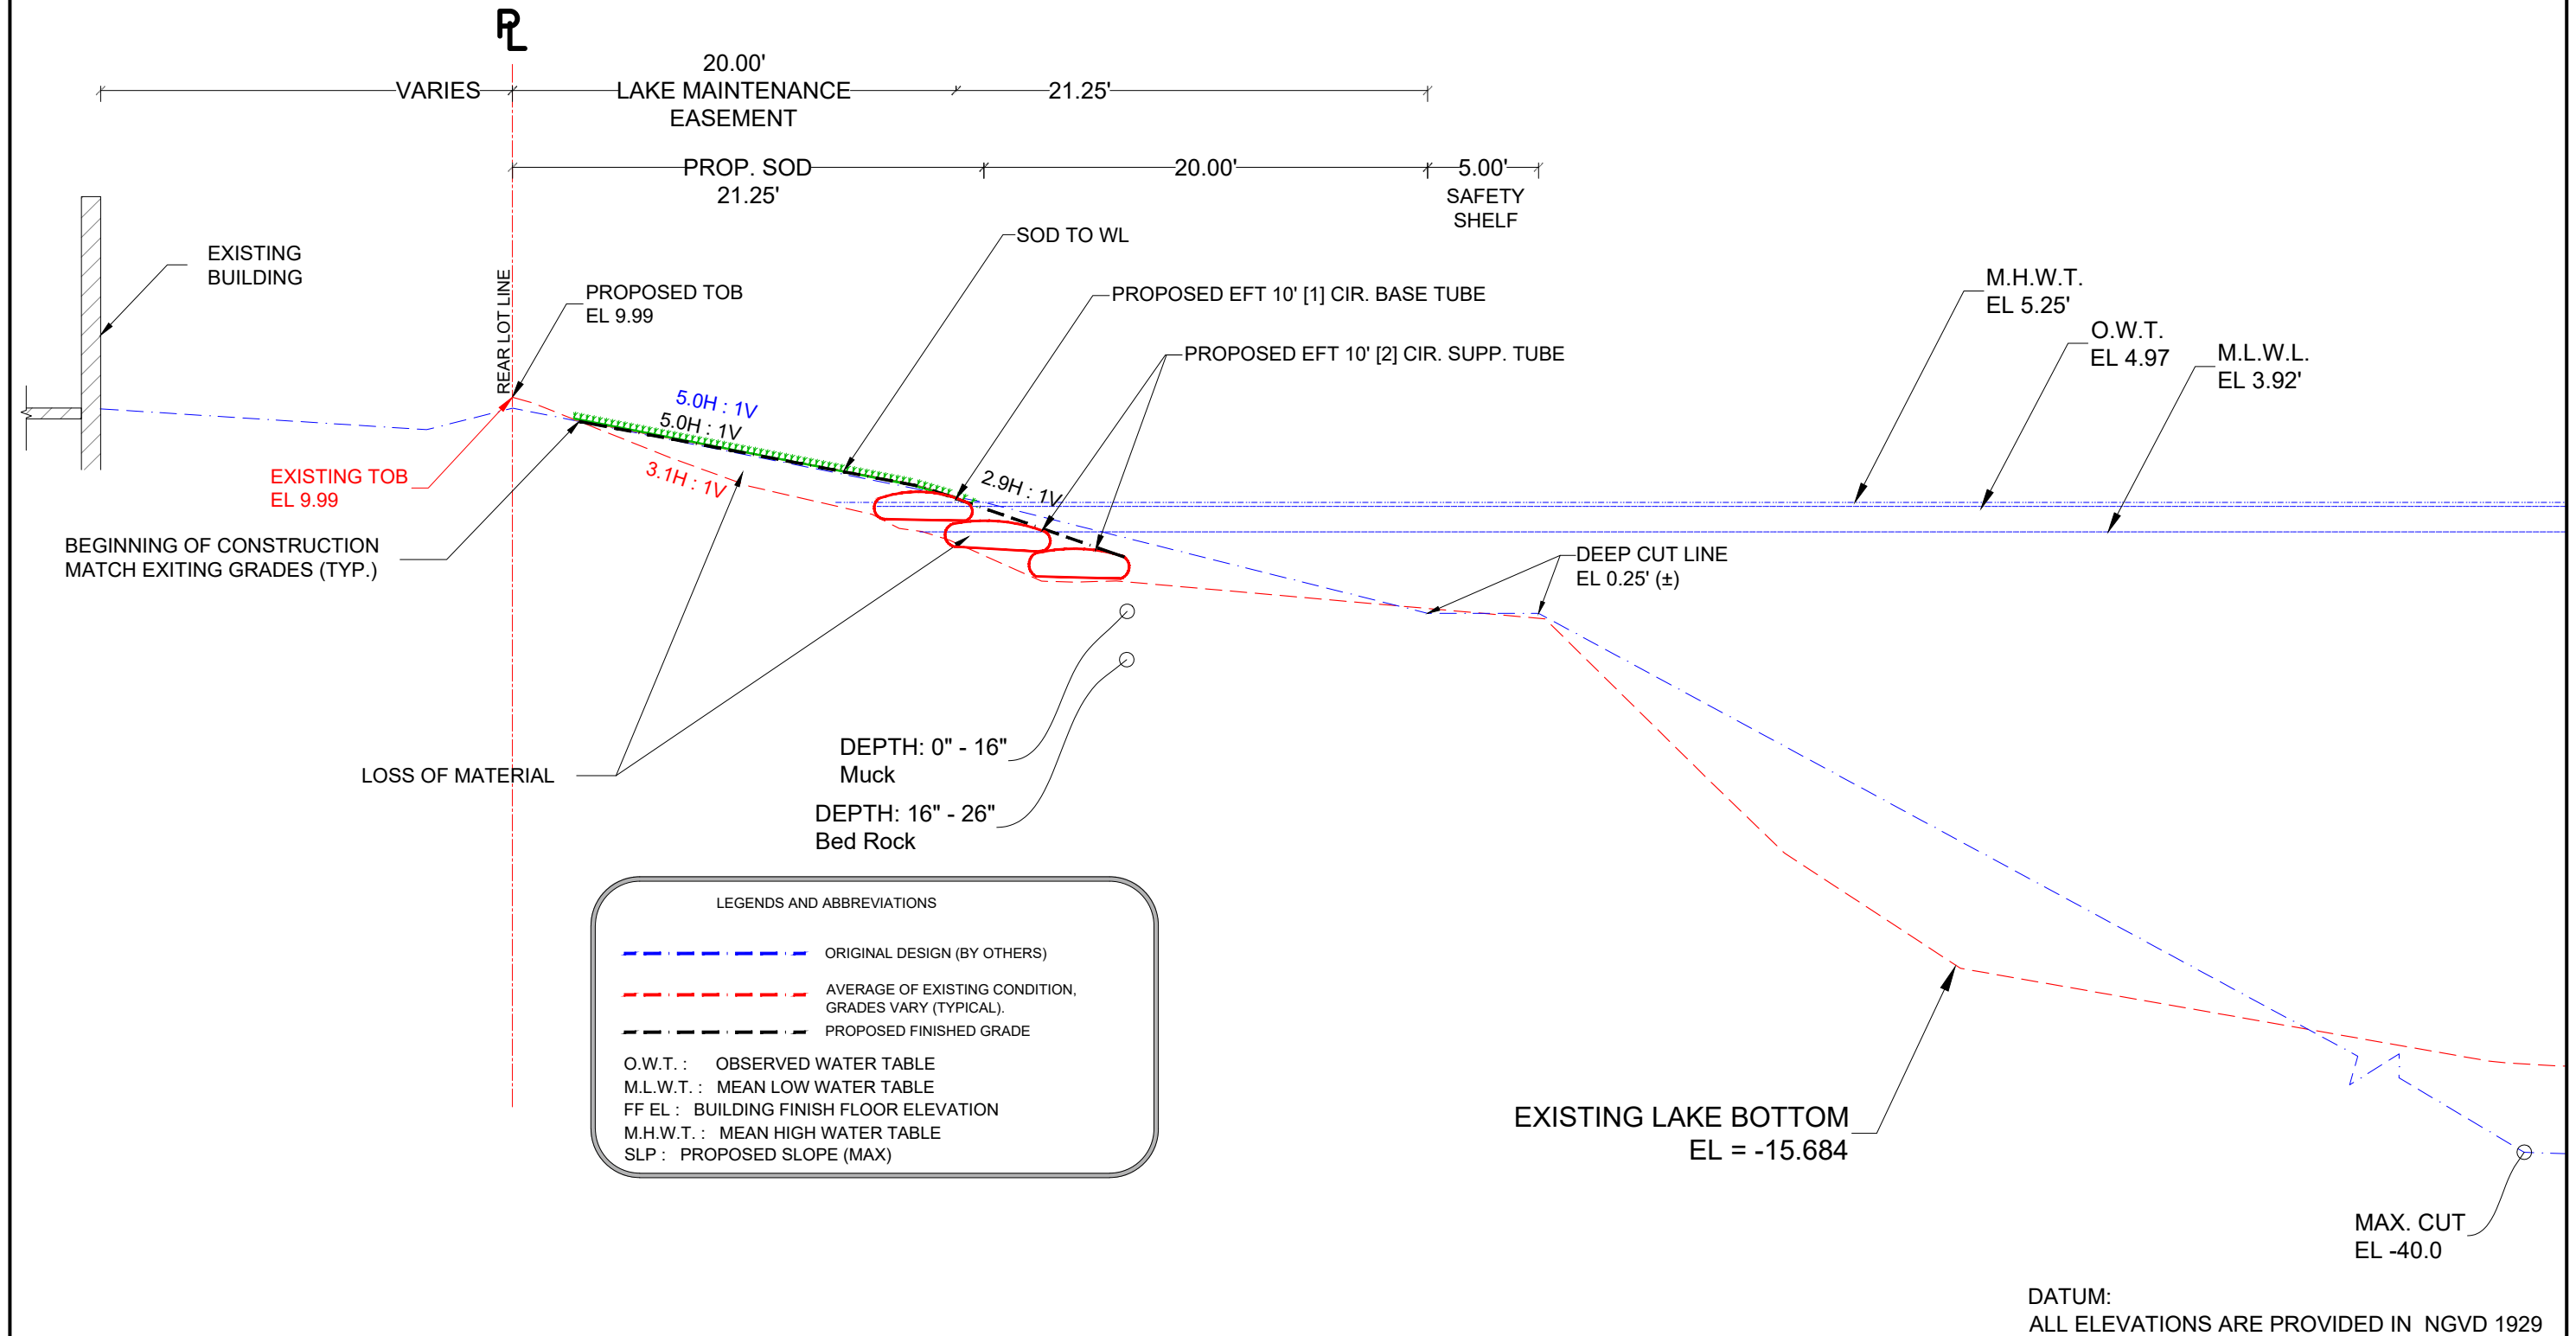 PL
20.00'
VARIES
LAKE MAINTENANCE
21.25'
EASEMENT
PROP. SOD
20.00'
5.00'
21.25'
SAFETY
SHELF
SOD TO WL
EXISTING
BUILDING
REAR LOT LINE
PROPOSED TOB
EL 9.99
PROPOSED EFT 10' [1] CIR. BASE TUBE
PROPOSED EFT 10' [2] CIR. SUPP. TUBE
M.H.W.T.
EL 5.25'
O.W.T.
EL 4.97
M.L.W.L.
EL 3.92'
5.0H : 1V
5.0H : 1V
3.1H : 1V
2.9H : 1V
EXISTING TOB
EL 9.99
BEGINNING OF CONSTRUCTION
MATCH EXITING GRADES (TYP.)
DEEP CUT LINE
EL 0.25' (±)
LOSS OF MATERIAL
DEPTH: 0" - 16"
Muck
DEPTH: 16" - 26"
Bed Rock
LEGENDS AND ABBREVIATIONS
ORIGINAL DESIGN (BY OTHERS)
AVERAGE OF EXISTING CONDITION,
GRADES VARY (TYPICAL).
PROPOSED FINISHED GRADE
O.W.T. : OBSERVED WATER TABLE
M.L.W.T. : MEAN LOW WATER TABLE
FF EL : BUILDING FINISH FLOOR ELEVATION
M.H.W.T. : MEAN HIGH WATER TABLE
SLP : PROPOSED SLOPE (MAX)
EXISTING LAKE BOTTOM
EL = -15.684
MAX. CUT
EL -40.0
DATUM:
ALL ELEVATIONS ARE PROVIDED IN NGVD 1929